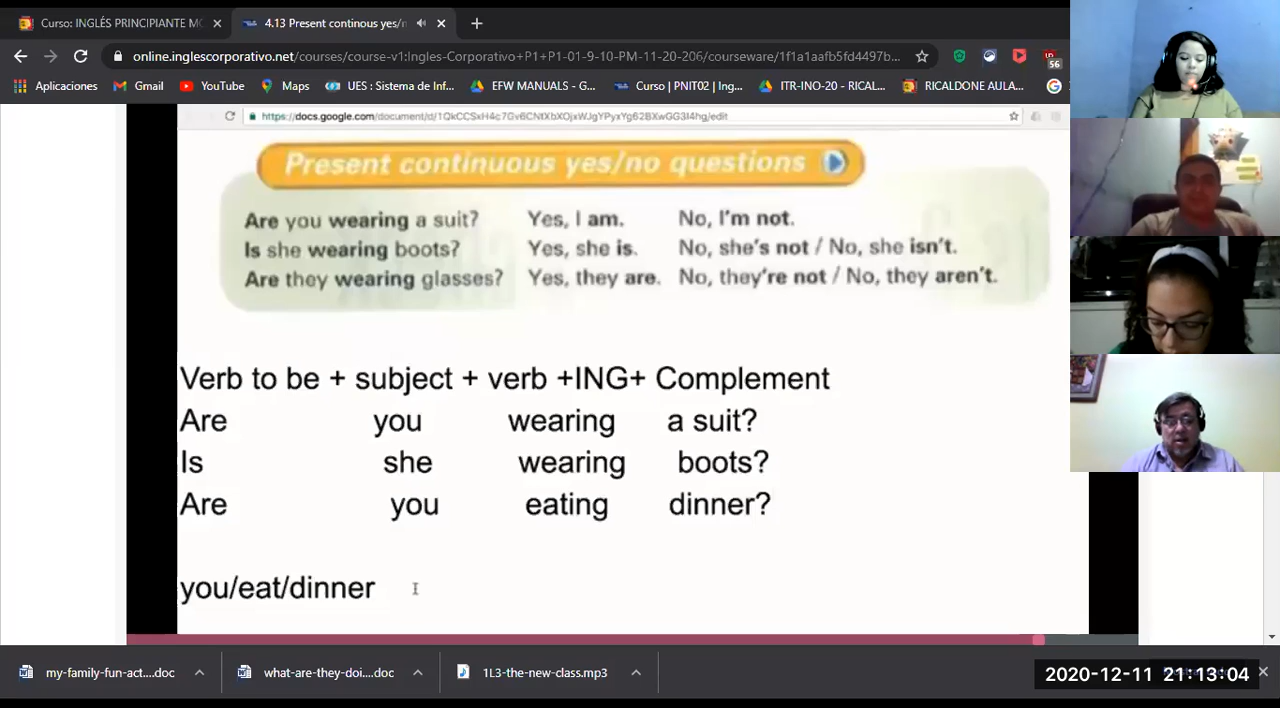 Curso: INGLÉS PRINCIPIANTE MO
4.13 Present continous yes/n
online.inglescorporativo.net/courses/course-v1:Ingles-Corporativo+P1+P1-01-9-10-PM-11-20-206/courseware/1f1a1aafb5fd4497b...
56
Aplicaciones Gmail YouTube Maps UES : Sistema de Inf... EFW MANUALS - G... Curso | PNIT02 | Ing... ITR-INO-20 - RICAL... RICALDONE AULA...
Present continuous yes/no questions
Are you wearing a suit? Yes, I am. No, I'm not.
Is she wearing boots? Yes, she is. No, she's not / No, she isn't.
Are they wearing glasses? Yes, they are. No, they're not / No, they aren't.
Verb to be + subject + verb +ING+ Complement
Are you wearing a suit?
Is she wearing boots?
Are you eating dinner?
you/eat/dinner
my-family-fun-act....doc what-are-they-doi....doc 1L3-the-new-class.mp3
2020-12-11 21:13:04